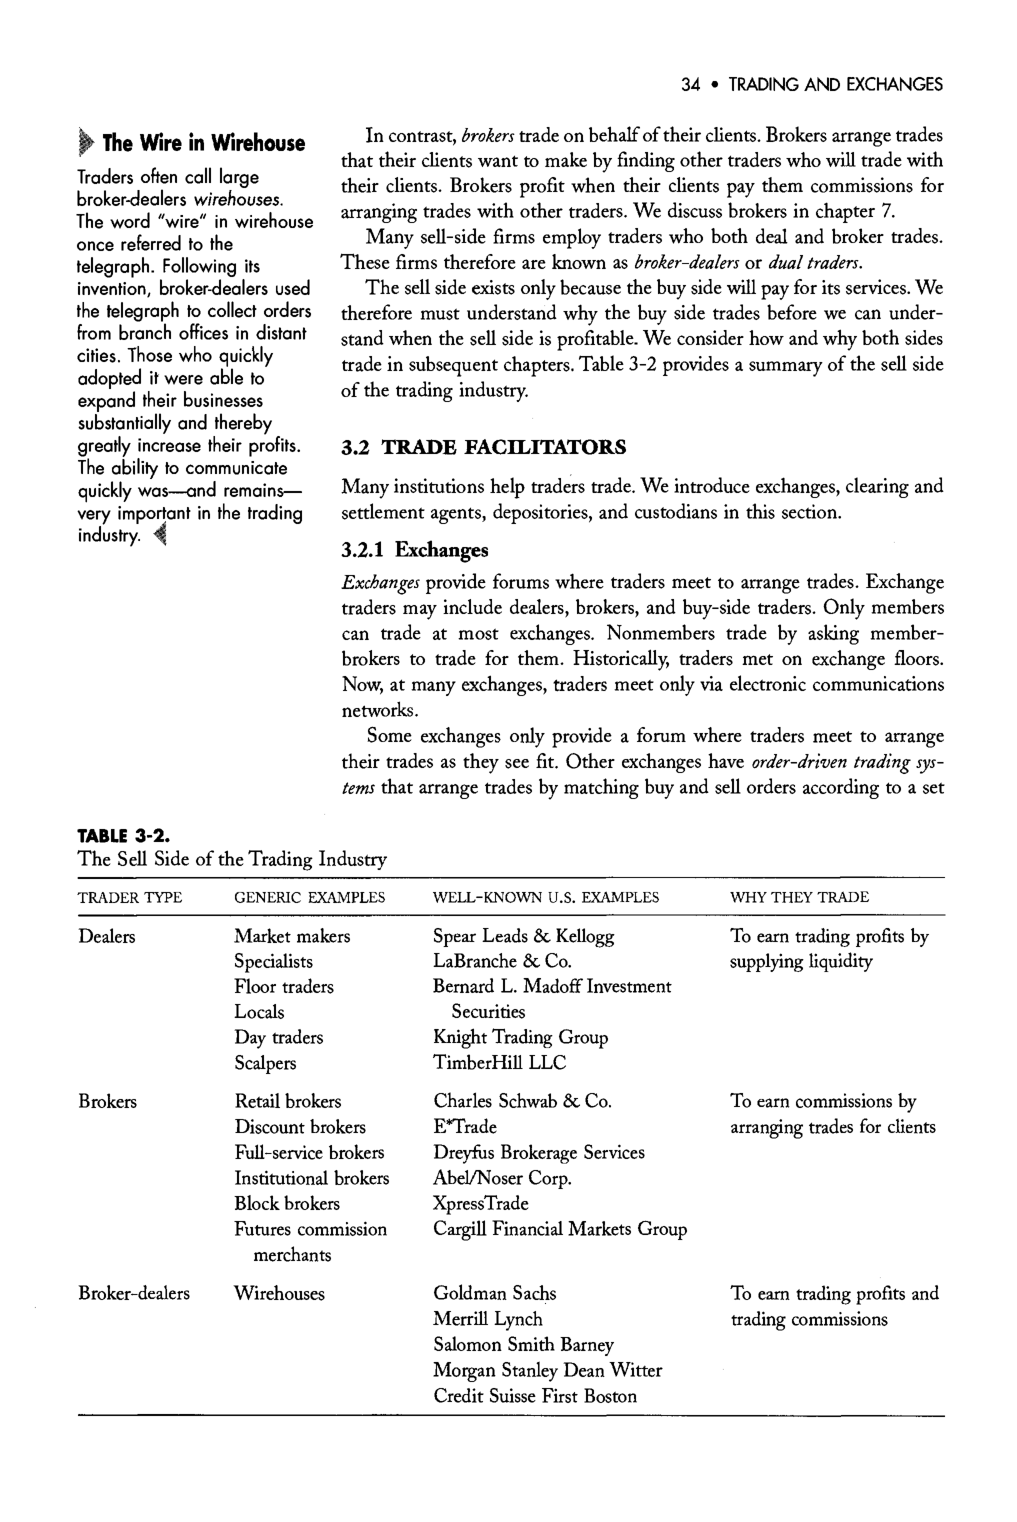 34 • TRADING AND EXCHANGES
The Wire in Wirehouse
Traders often call large
broker-dealers wirehouses.
The word "wire" in wirehouse
once referred to the
telegraph. Following its
invention, broker-dealers used
the telegraph to collect orders
from branch offices in distant
cities. Those who quickly
adopted it were able to
expand their businesses
substantially and thereby
greatly increase their profits.
The ability to communicate
quickly was—and remains—
very important in the trading
industry.
In contrast, brokers trade on behalf of their clients. Brokers arrange trades
that their clients want to make by finding other traders who will trade with
their clients. Brokers profit when their clients pay them commissions for
arranging trades with other traders. We discuss brokers in chapter 7.
Many sell-side firms employ traders who both deal and broker trades.
These firms therefore are known as broker-dealers or dual traders.
The sell side exists only because the buy side will pay for its services. We
therefore must understand why the buy side trades before we can under-
stand when the sell side is profitable. We consider how and why both sides
trade in subsequent chapters. Table 3-2 provides a summary of the sell side
of the trading industry.
3.2 TRADE FACILITATORS
Many institutions help traders trade. We introduce exchanges, clearing and
settlement agents, depositories, and custodians in this section.
3.2.1 Exchanges
Exchanges provide forums where traders meet to arrange trades. Exchange
traders may include dealers, brokers, and buy-side traders. Only members
can trade at most exchanges. Nonmembers trade by asking member-
brokers to trade for them. Historically, traders met on exchange floors.
Now, at many exchanges, traders meet only via electronic communications
networks.
Some exchanges only provide a forum where traders meet to arrange
their trades as they see fit. Other exchanges have order-driven trading sys-
tems that arrange trades by matching buy and sell orders according to a set
TABLE 3-2.
The Sell Side of the Trading Industry
TRADER TYPE GENERIC EXAMPLES WELL-KNOWN U.S. EXAMPLES WHY THEY TRADE
Dealers Market makers Spear Leads & Kellogg To earn trading profits by
Specialists LaBranche & Co. supplying liquidity
Floor traders Bernard L. Madoff Investment
Locals Securities
Day traders Knight Trading Group
Scalpers TimberHill LLC
Brokers Retail brokers Charles Schwab & Co. To earn commissions by
Discount brokers E*Trade arranging trades for clients
Full-service brokers Dreyfus Brokerage Services
Institutional brokers Abel/Noser Corp.
Block brokers XpressTrade
Futures commission Cargill Financial Markets Group
merchants
Broker-dealers Wirehouses Goldman Sachs To earn trading profits and
Merrill Lynch trading commissions
Salomon Smith Barney
Morgan Stanley Dean Witter
Credit Suisse First Boston